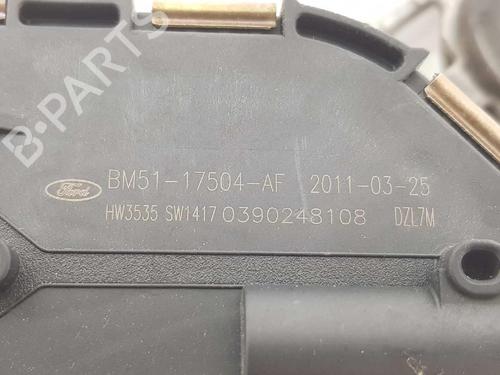 B-PARTS
Ford BM51-17504-AF 2011-03-25
HW3535 SW1417 0390248108 DZL7M